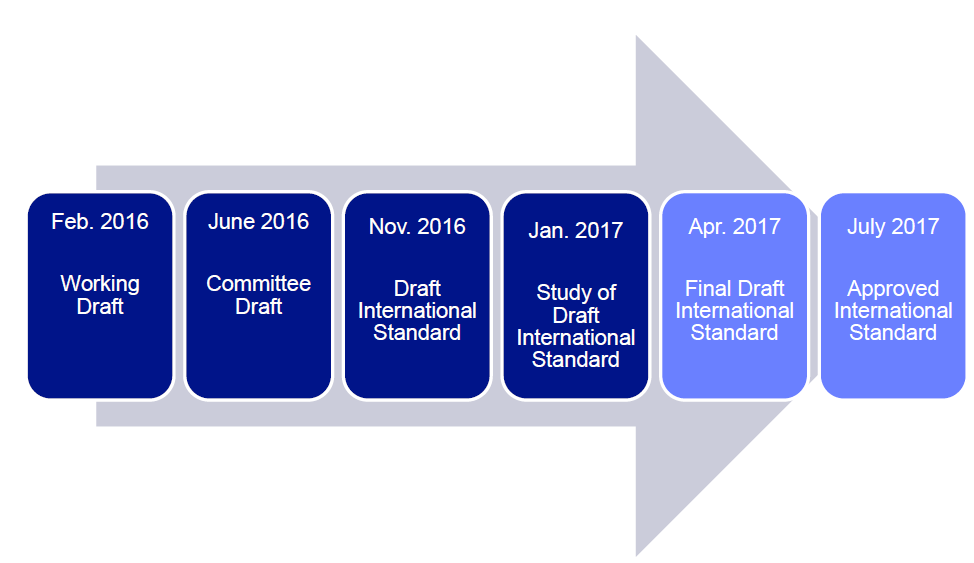 Feb. 2016
Working
Draft
June 2016
Committee
Draft
Nov. 2016
Draft
International
Standard
Jan. 2017
Study of
Draft
International
Standard
Apr. 2017
Final Draft
International
Standard
July 2017
Approved
International
Standard